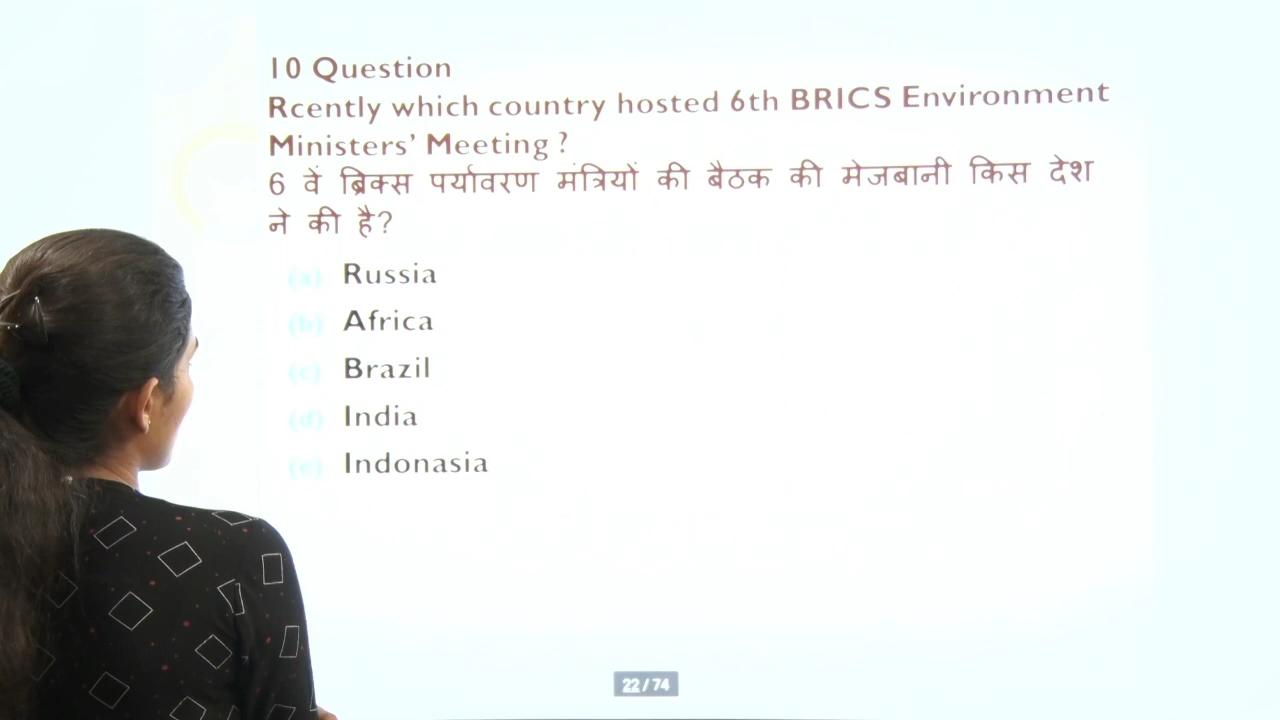 10 Question
Rcently which country hosted 6th BRICS Environment
Ministers' Meeting ?
6 वें ब्रिक्स पर्यावरण मंत्रियों की बैठक की मेजबानी किस देश
ने की है?
(a) Russia
(b) Africa
(c) Brazil
(d) India
(e) Indonasia
22 / 74